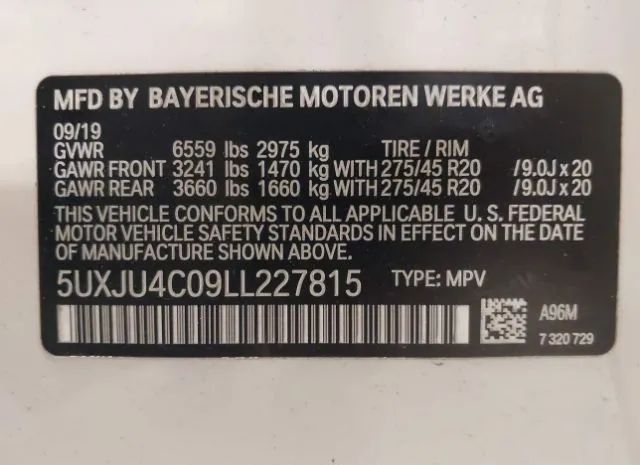 MFD BY BAYERISCHE MOTOREN WERKE AG
09/19
GVWR 6559 lbs 2975 kg TIRE / RIM
GAWR FRONT 3241 lbs 1470 kg WITH 275/45 R20 /9.0J x 20
GAWR REAR 3660 lbs 1660 kg WITH 275/45 R20 /9.0J x 20
THIS VEHICLE CONFORMS TO ALL APPLICABLE U. S. FEDERAL
MOTOR VEHICLE SAFETY STANDARDS IN EFFECT ON THE DATE
OF MANUFACTURE SHOWN ABOVE.
5UXJU4C09LL227815 TYPE: MPV
A96M
7 320 729